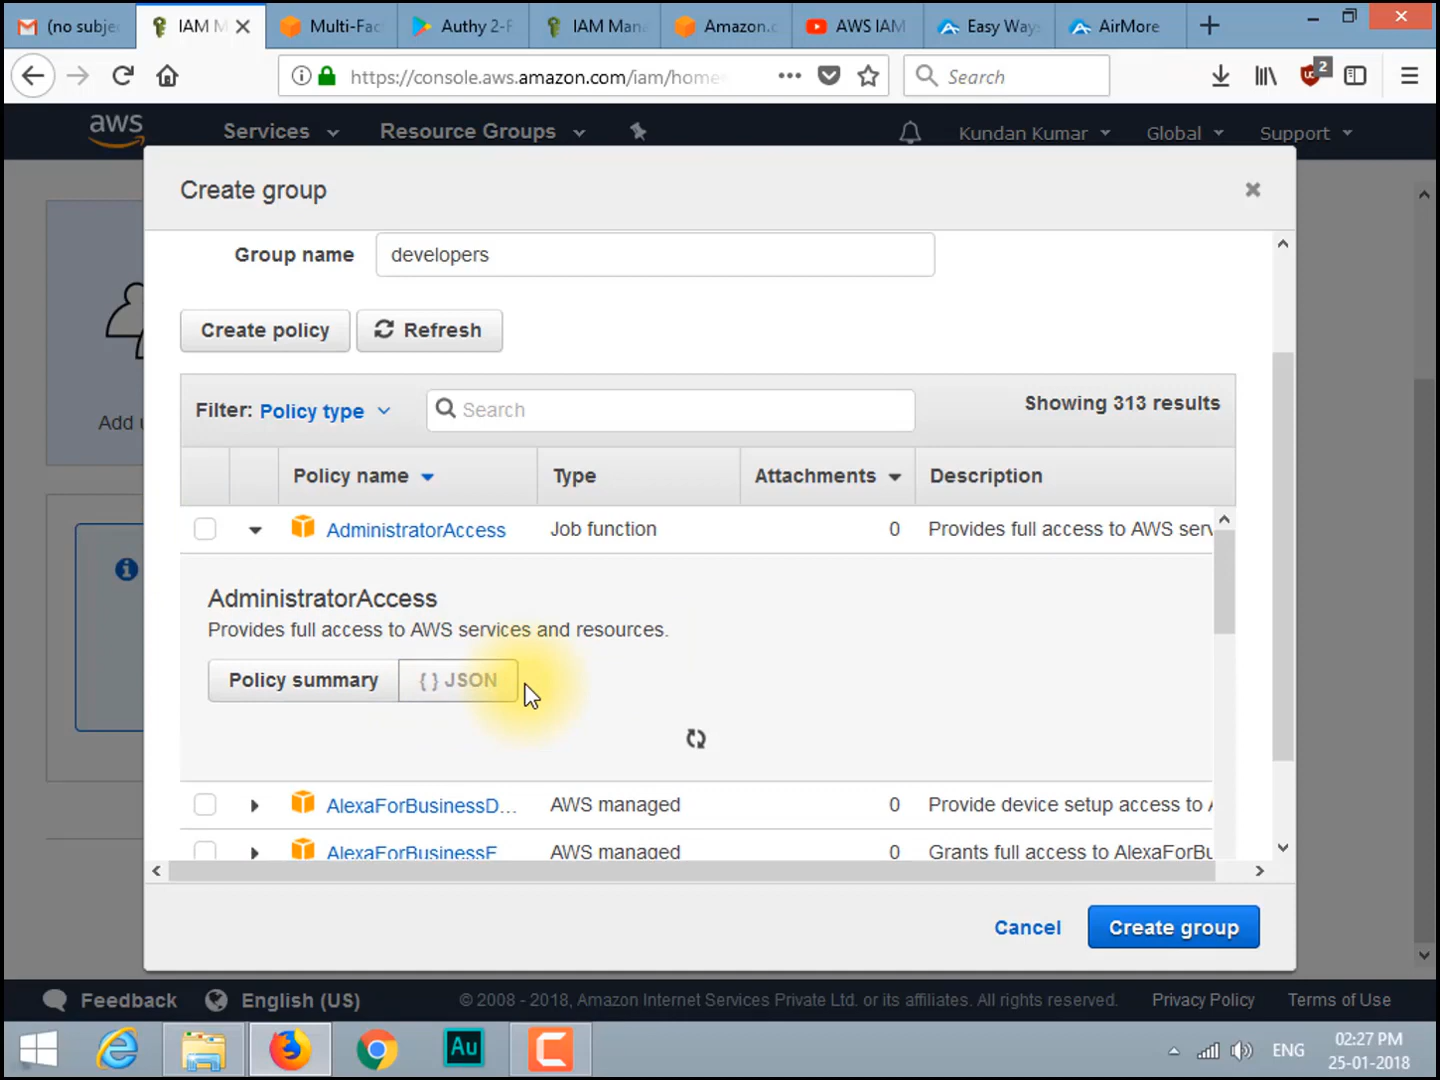 (no subje
IAM M
Multi-Fac
Authy 2-F
IAM Man
Amazon.c
AWS IAM
Easy Way
AirMore
https://console.aws.amazon.com/iam/home
Search
2
aws
Services
Resource Groups
Kundan Kumar
Global
Support
Create group
Group name
developers
Create policy
Refresh
Filter: Policy type
Search
Showing 313 results
Policy name
Type
Attachments
Description
AdministratorAccess
Job function
0
Provides full access to AWS serv
AdministratorAccess
Provides full access to AWS services and resources.
Policy summary
{ } JSON
AlexaForBusinessD...
AWS managed
0
Provide device setup access to A
AlexaForBusinessF
AWS managed
0
Grants full access to AlexaForBu
Add u
Cancel
Create group
Feedback
English (US)
© 2008 - 2018, Amazon Internet Services Private Ltd. or its affiliates. All rights reserved.
Privacy Policy
Terms of Use
Au
ENG
02:27 PM
25-01-2018